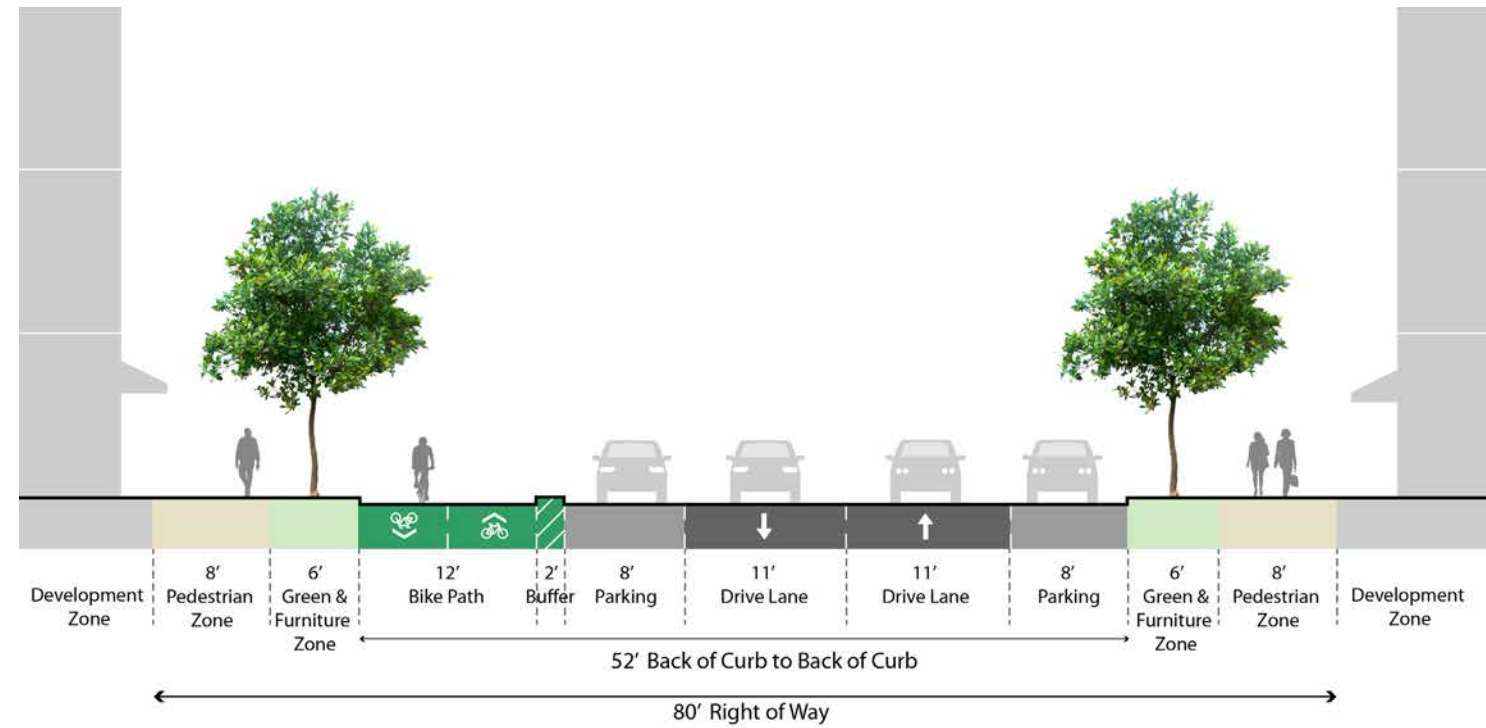 Development
Zone
8′
Pedestrian
Zone
6′
Green &
Furniture
Zone
12′
Bike Path
2′
Buffer
8′
Parking
11′
Drive Lane
11′
Drive Lane
8′
Parking
6′
Green &
Furniture
Zone
8′
Pedestrian
Zone
Development
Zone
52′ Back of Curb to Back of Curb
80′ Right of Way